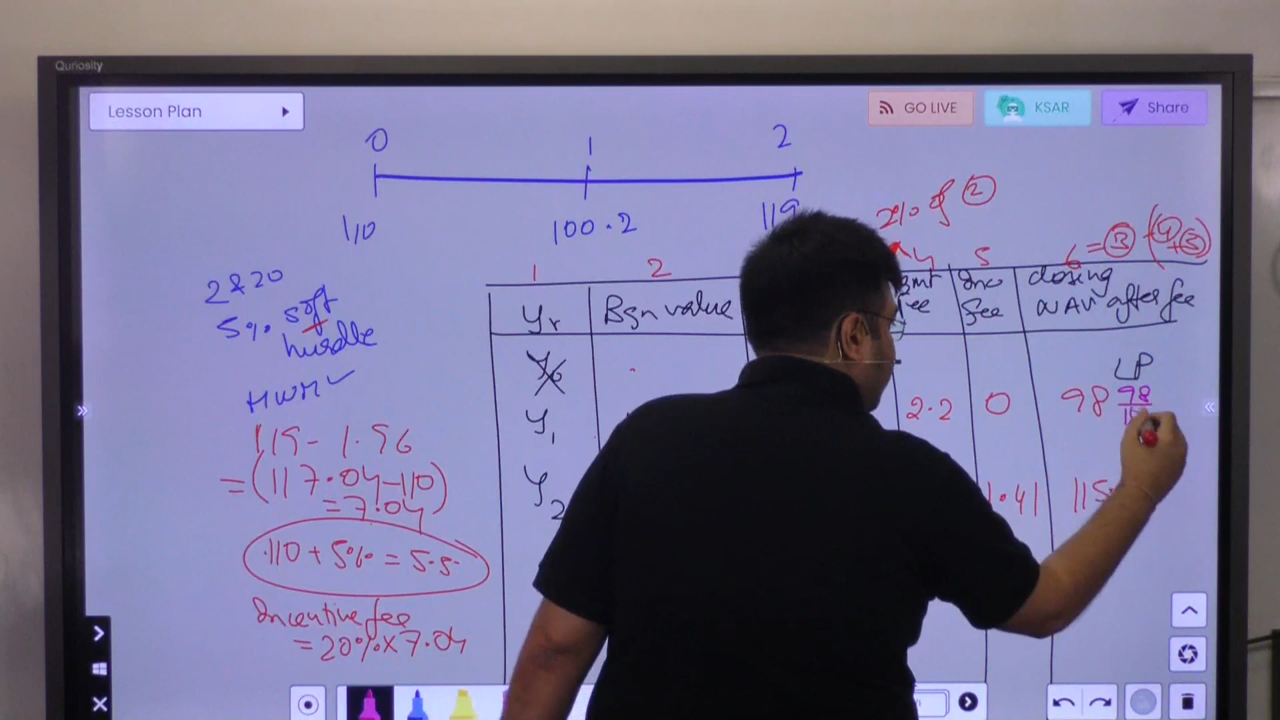 Quriosity
Lesson Plan
GO LIVE
KSAR
Share
0 1 2
110 100.2 119
2% of ②
1 2 4 5 6 = ③ - (④+⑤)
Yr Bgn value Fee Inc Fee closing NAV after fee
2 & 20
5% soft hurdle
HWM ✓
119 - 1.96
= (117.04-110)
= 7.04
110 + 5% = 5.5
Incentive fee
= 20% x 7.04
Y0
LP
Y1 2.2 0 98 98
Y2 1.41 115.